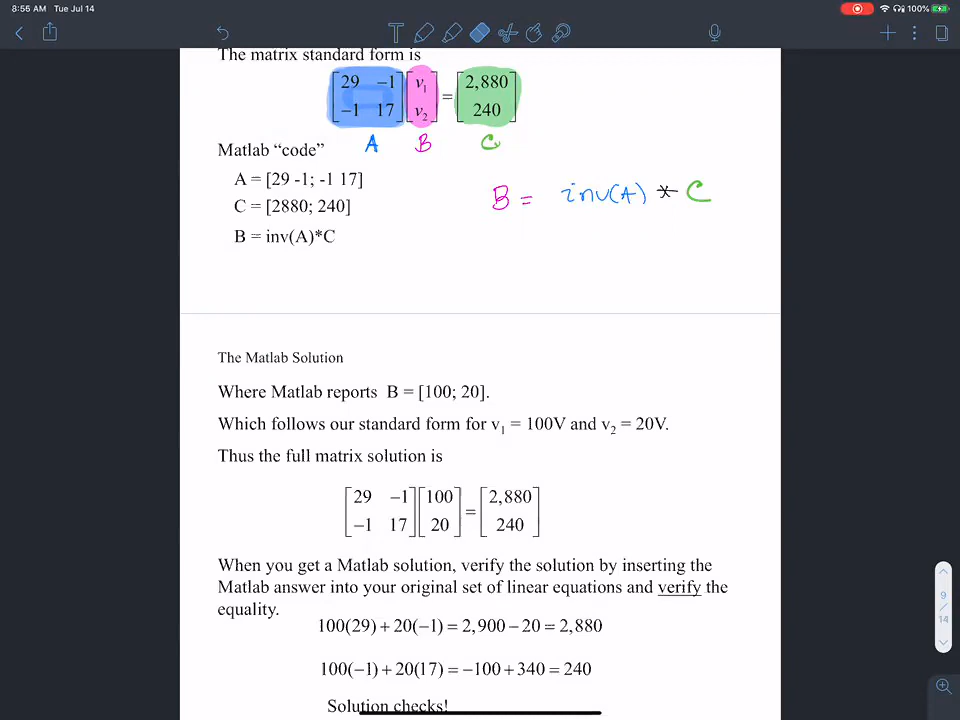 8:55 AM Tue Jul 14
100%
The matrix standard form is
[29 −1; −1 17] [v₁; v₂] = [2,880; 240]
A B C
Matlab “code”
A = [29 -1; -1 17]
C = [2880; 240]
B = inv(A) * C
B = inv(A)*C
The Matlab Solution
Where Matlab reports B = [100; 20].
Which follows our standard form for v₁ = 100V and v₂ = 20V.
Thus the full matrix solution is
[29 −1; −1 17] [100; 20] = [2,880; 240]
When you get a Matlab solution, verify the solution by inserting the
Matlab answer into your original set of linear equations and verify the
equality.
100(29) + 20(−1) = 2,900 − 20 = 2,880
100(−1) + 20(17) = −100 + 340 = 240
Solution checks!
9
/
14